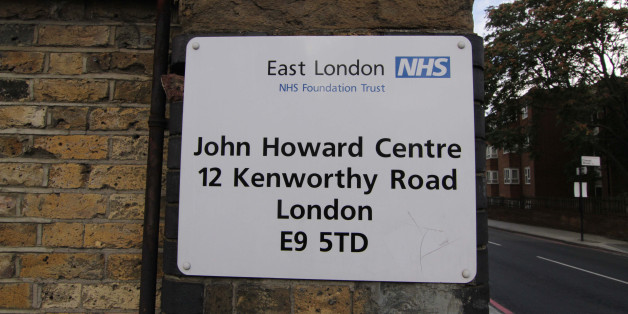 East London NHS
NHS Foundation Trust
John Howard Centre
12 Kenworthy Road
London
E9 5TD